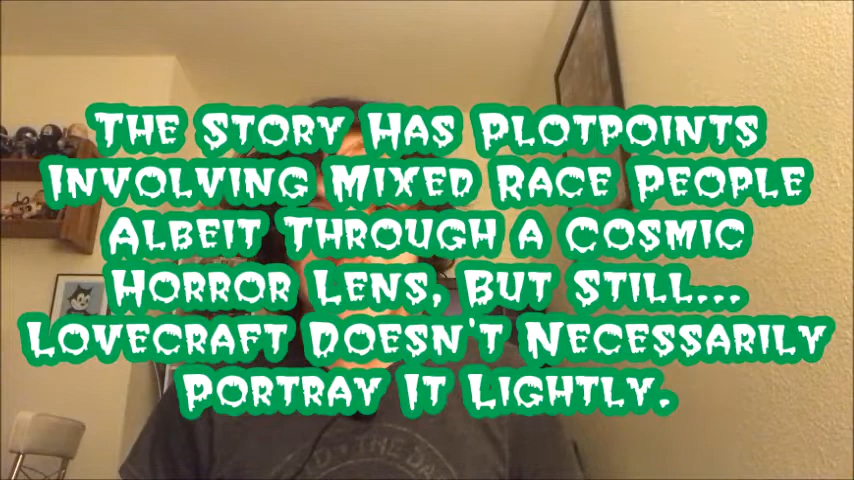 The Story Has Plotpoints
Involving Mixed Race People
Albeit Through a Cosmic
Horror Lens, But Still...
Lovecraft Doesn't Necessarily
Portray It Lightly.